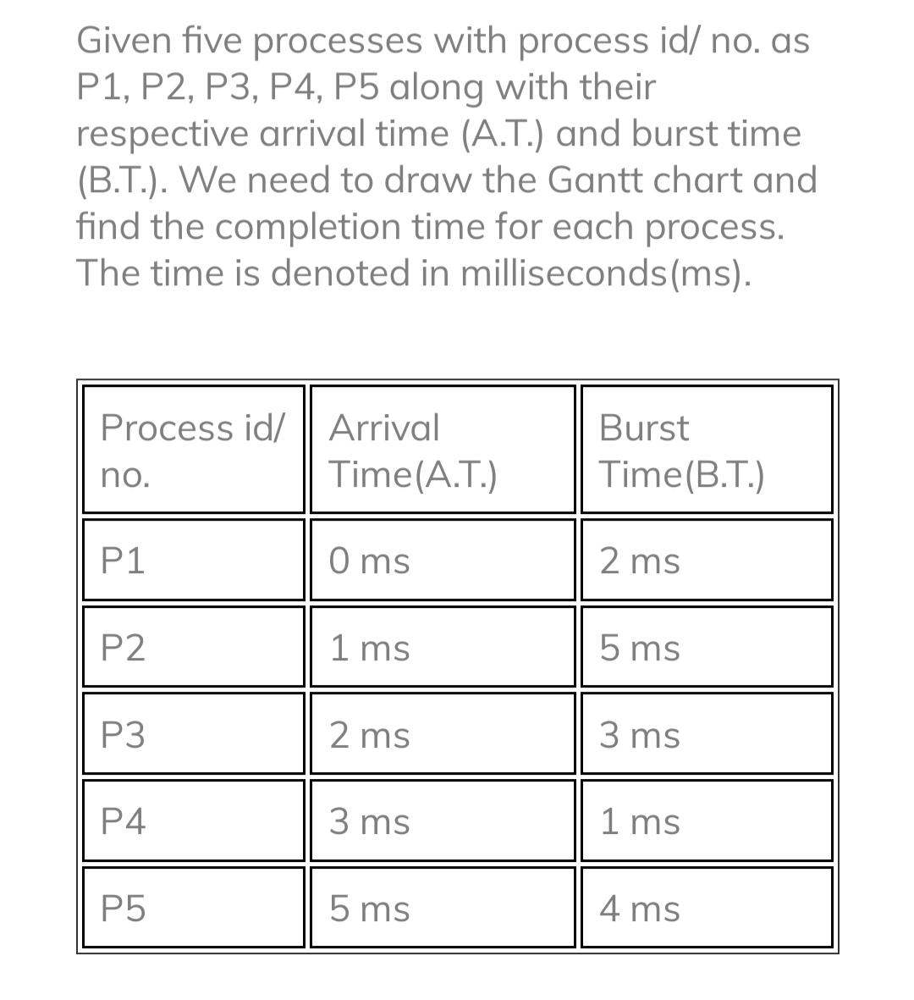 Given five processes with process id/ no. as
P1, P2, P3, P4, P5 along with their
respective arrival time (A.T.) and burst time
(B.T.). We need to draw the Gantt chart and
find the completion time for each process.
The time is denoted in milliseconds(ms).
Process id/ no. Arrival Time(A.T.) Burst Time(B.T.)
P1 0 ms 2 ms
P2 1 ms 5 ms
P3 2 ms 3 ms
P4 3 ms 1 ms
P5 5 ms 4 ms